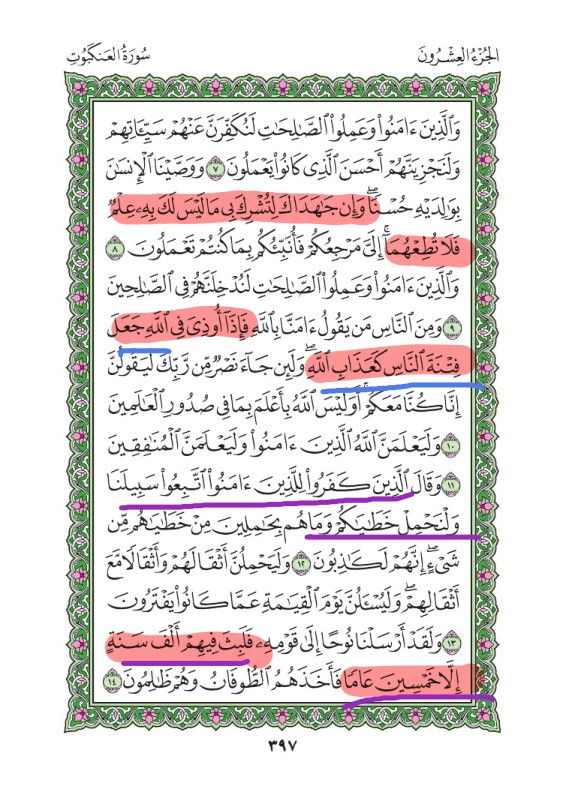 الجُزْءُ العِشْرُونَ سُورَةُ العَنكَبُوتِ
وَٱلَّذِينَ ءَامَنُوا۟ وَعَمِلُوا۟ ٱلصَّـٰلِحَـٰتِ لَنُكَفِّرَنَّ عَنْهُمْ سَيِّـَٔاتِهِمْ
وَلَنَجْزِيَنَّهُمْ أَحْسَنَ ٱلَّذِى كَانُوا۟ يَعْمَلُونَ ٧ وَوَصَّيْنَا ٱلْإِنسَـٰنَ
بِوَٰلِدَيْهِ حُسْنًا ۖ وَإِن جَـٰهَدَاكَ لِتُشْرِكَ بِى مَا لَيْسَ لَكَ بِهِۦ عِلْمٌ
فَلَا تُطِعْهُمَآ ۚ إِلَىَّ مَرْجِعُكُمْ فَأُنَبِّئُكُم بِمَا كُنتُمْ تَعْمَلُونَ ٨
وَٱلَّذِينَ ءَامَنُوا۟ وَعَمِلُوا۟ ٱلصَّـٰلِحَـٰتِ لَنُدْخِلَنَّهُمْ فِى ٱلصَّـٰلِحِينَ
٩ وَمِنَ ٱلنَّاسِ مَن يَقُولُ ءَامَنَّا بِٱللَّهِ فَإِذَآ أُوذِىَ فِى ٱللَّهِ جَعَلَ
فِتْنَةَ ٱلنَّاسِ كَعَذَابِ ٱللَّهِ ۖ وَلَئِن جَآءَ نَصْرٌ مِّن رَّبِّكَ لَيَقُولُنَّ
إِنَّا كُنَّا مَعَكُمْ ۚ أَوَلَيْسَ ٱللَّهُ بِأَعْلَمَ بِمَا فِى صُدُورِ ٱلْعَـٰلَمِينَ
١٠ وَلَيَعْلَمَنَّ ٱللَّهُ ٱلَّذِينَ ءَامَنُوا۟ وَلَيَعْلَمَنَّ ٱلْمُنَـٰفِقِينَ
١١ وَقَالَ ٱلَّذِينَ كَفَرُوا۟ لِلَّذِينَ ءَامَنُوا۟ ٱتَّبِعُوا۟ سَبِيلَنَا
وَلْنَحْمِلْ خَطَـٰيَـٰكُمْ وَمَا هُم بِحَـٰمِلِينَ مِنْ خَطَـٰيَـٰهُم مِّن
شَىْءٍ ۖ إِنَّهُمْ لَكَـٰذِبُونَ ١٢ وَلَيَحْمِلُنَّ أَثْقَالَهُمْ وَأَثْقَالًا مَّعَ
أَثْقَالِهِمْ ۖ وَلَيُسْـَٔلُنَّ يَوْمَ ٱلْقِيَـٰمَةِ عَمَّا كَانُوا۟ يَفْتَرُونَ
١٣ وَلَقَدْ أَرْسَلْنَا نُوحًا إِلَىٰ قَوْمِهِۦ فَلَبِثَ فِيهِمْ أَلْفَ سَنَةٍ
إِلَّا خَمْسِينَ عَامًا فَأَخَذَهُمُ ٱلطُّوفَانُ وَهُمْ ظَـٰلِمُونَ ١٤
٣٩٧